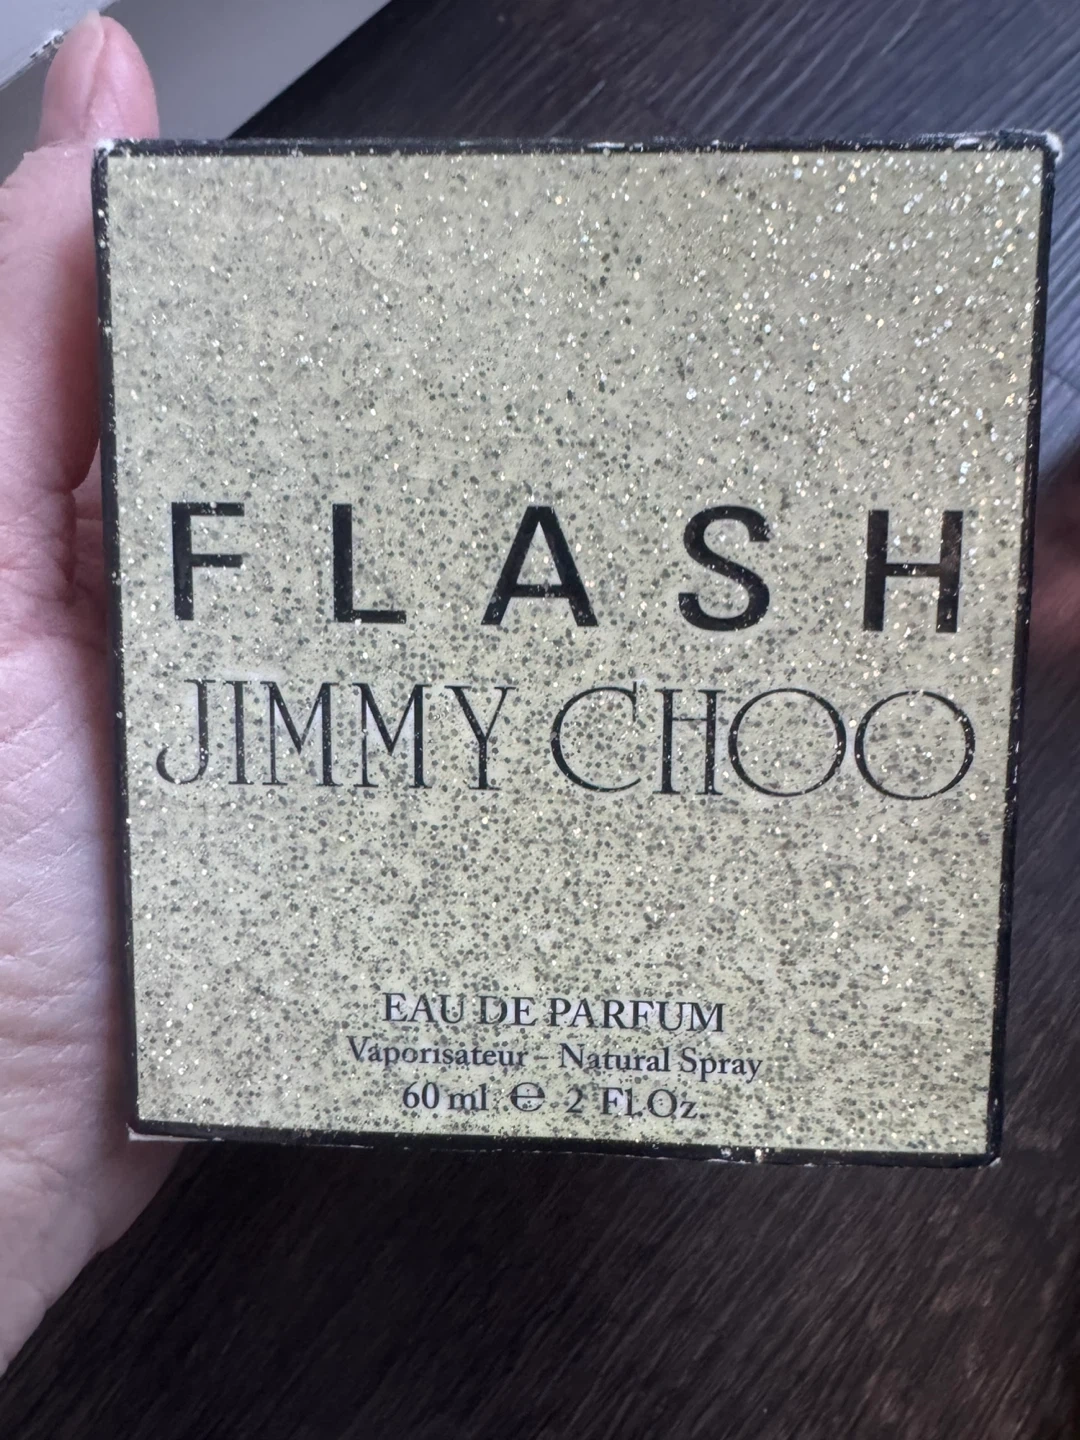 FLASH
JIMMY CHOO
EAU DE PARFUM
Vaporisateur - Natural Spray
60 ml ℮ 2 Fl.Oz.